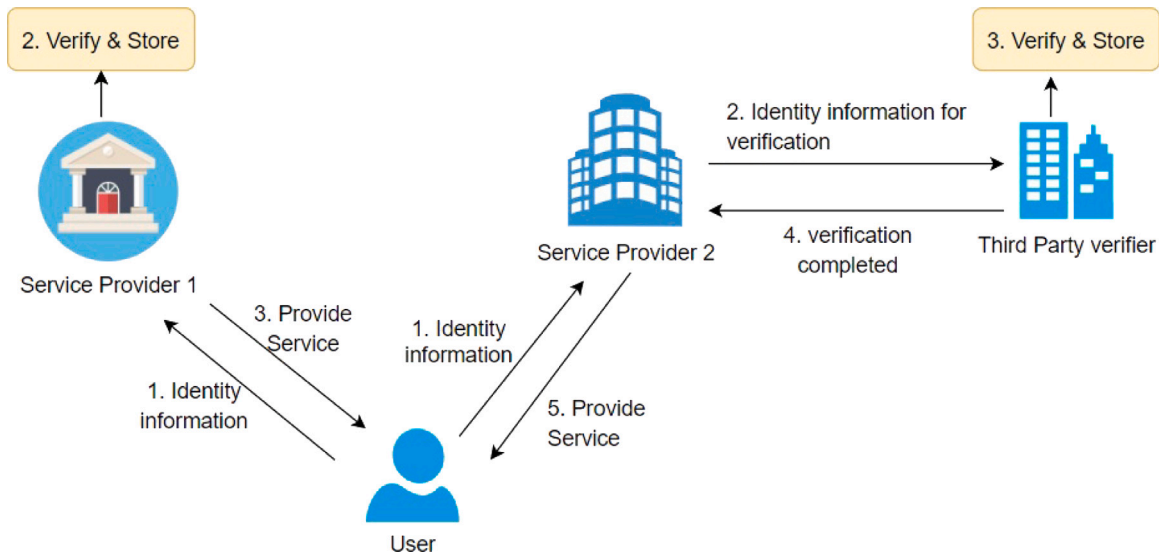 2. Verify & Store
3. Verify & Store
2. Identity information for
verification
Service Provider 2
4. verification
completed
Third Party verifier
Service Provider 1
3. Provide
Service
1. Identity
information
1. Identity
information
5. Provide
Service
User